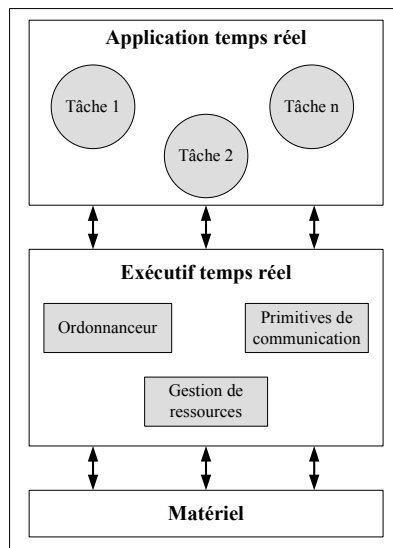 Application temps réel
Tâche 1
Tâche n
Tâche 2
Exécutif temps réel
Ordonnanceur
Primitives de
communication
Gestion de
ressources
Matériel